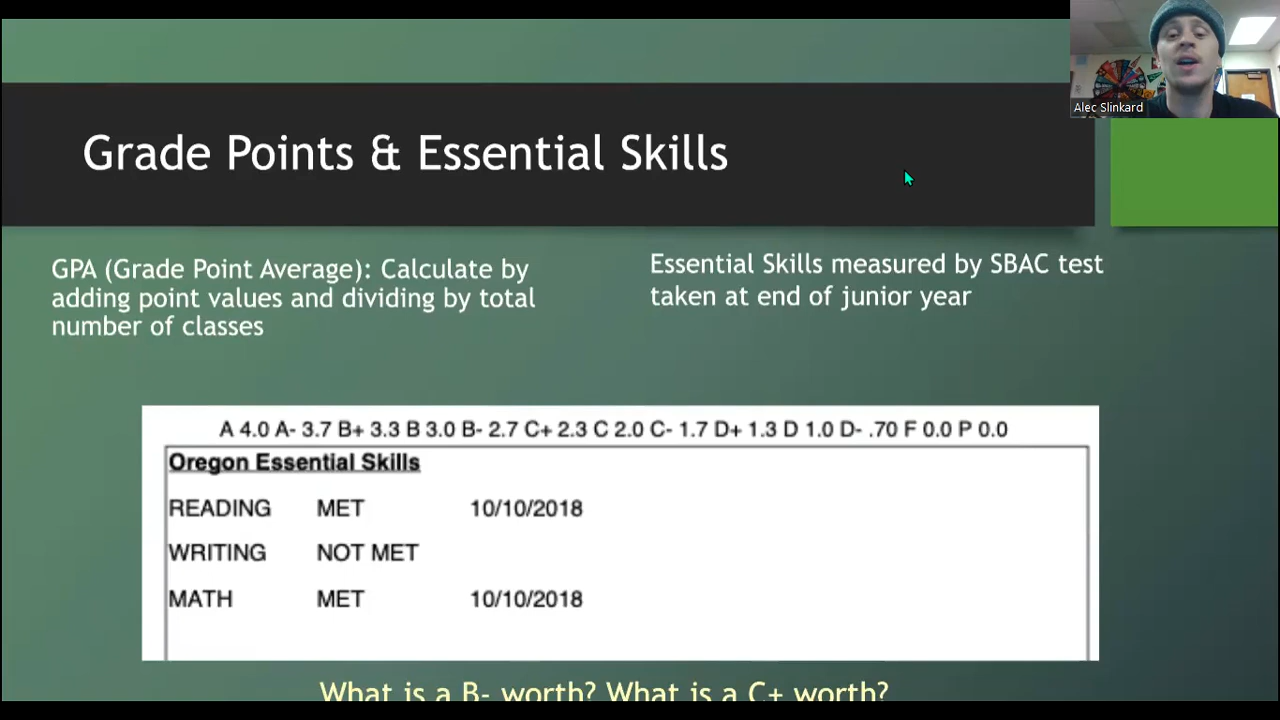 Alec Slinkard
Grade Points & Essential Skills
GPA (Grade Point Average): Calculate by
adding point values and dividing by total
number of classes
Essential Skills measured by SBAC test
taken at end of junior year
A 4.0 A- 3.7 B+ 3.3 B 3.0 B- 2.7 C+ 2.3 C 2.0 C- 1.7 D+ 1.3 D 1.0 D- .70 F 0.0 P 0.0
Oregon Essential Skills
READING MET 10/10/2018
WRITING NOT MET
MATH MET 10/10/2018
What is a B- worth? What is a C+ worth?